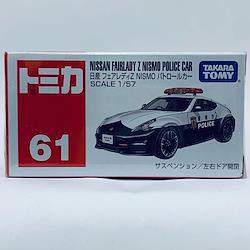 トミカ
61
NISSAN FAIRLADY Z NISMO POLICE CAR
日産 フェアレディZ NISMO パトロールカー
SCALE 1/57
TAKARA
TOMY
POLICE
サスペンション／左右ドア開閉